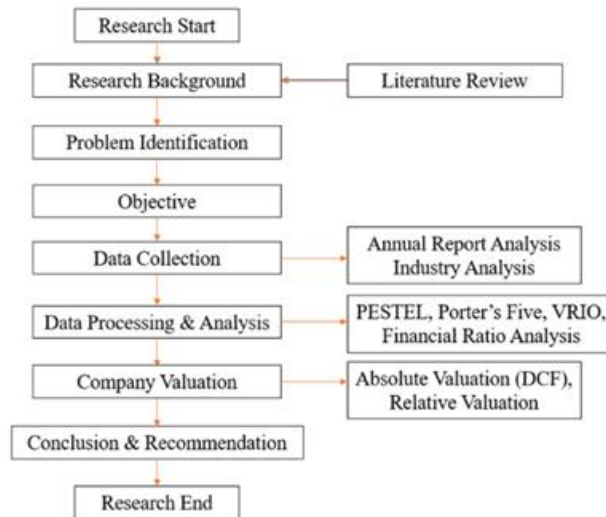 Research Start
Research Background
Literature Review
Problem Identification
Objective
Data Collection
Annual Report Analysis
Industry Analysis
Data Processing & Analysis
PESTEL, Porter's Five, VRIO,
Financial Ratio Analysis
Company Valuation
Absolute Valuation (DCF),
Relative Valuation
Conclusion & Recommendation
Research End